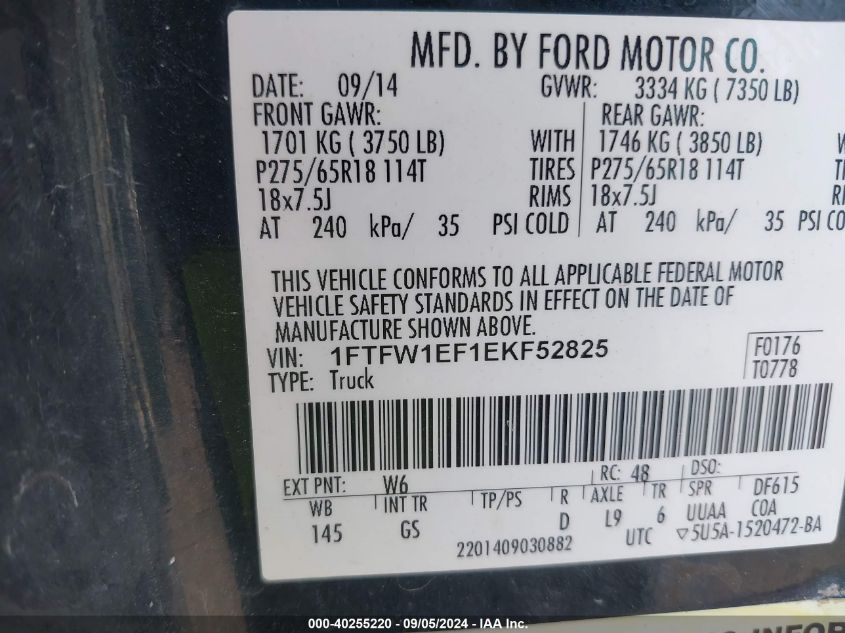 MFD. BY FORD MOTOR CO.
DATE: 09/14 GVWR: 3334 KG ( 7350 LB)
FRONT GAWR: REAR GAWR:
1701 KG ( 3750 LB) WITH 1746 KG ( 3850 LB)
P275/65R18 114T TIRES P275/65R18 114T
18x7.5J RIMS 18x7.5J
AT 240 kPa/ 35 PSI COLD AT 240 kPa/ 35 PSI CO
THIS VEHICLE CONFORMS TO ALL APPLICABLE FEDERAL MOTOR
VEHICLE SAFETY STANDARDS IN EFFECT ON THE DATE OF
MANUFACTURE SHOWN ABOVE.
VIN: 1FTFW1EF1EKF52825 F0176
TYPE: Truck T0778
EXT PNT: W6 RC: 48 DSO:
WB INT TR TP/PS R AXLE TR SPR DF615
145 GS D L9 6 UUAA COA
2201409030882 UTC ▽5U5A-1520472-BA
000-40255220 - 09/05/2024 - IAAI.COM
INFOR